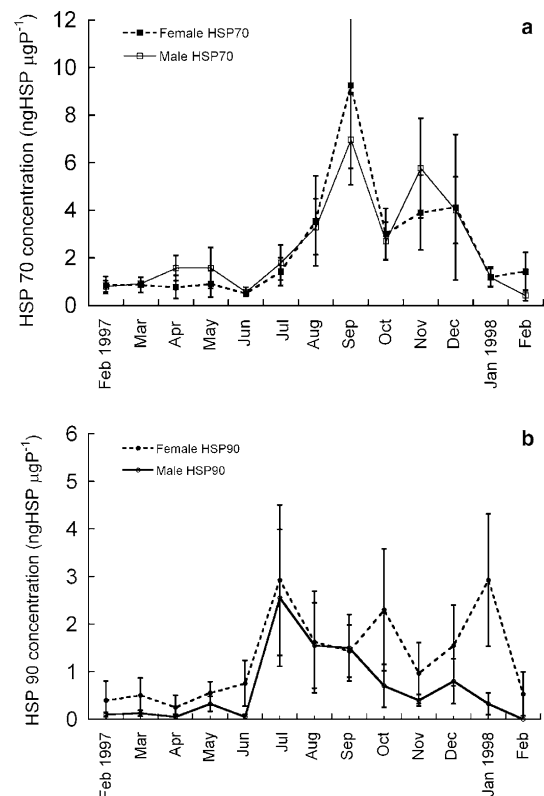 a
Female HSP70
Male HSP70
HSP 70 concentration (ngHSP µgP⁻¹)
12
10
8
6
4
2
0
Feb 1997
Mar
Apr
May
Jun
Jul
Aug
Sep
Oct
Nov
Dec
Jan 1998
Feb
b
Female HSP90
Male HSP90
HSP 90 concentration (ngHSP µgP⁻¹)
6
5
4
3
2
1
0
Feb 1997
Mar
Apr
May
Jun
Jul
Aug
Sep
Oct
Nov
Dec
Jan 1998
Feb